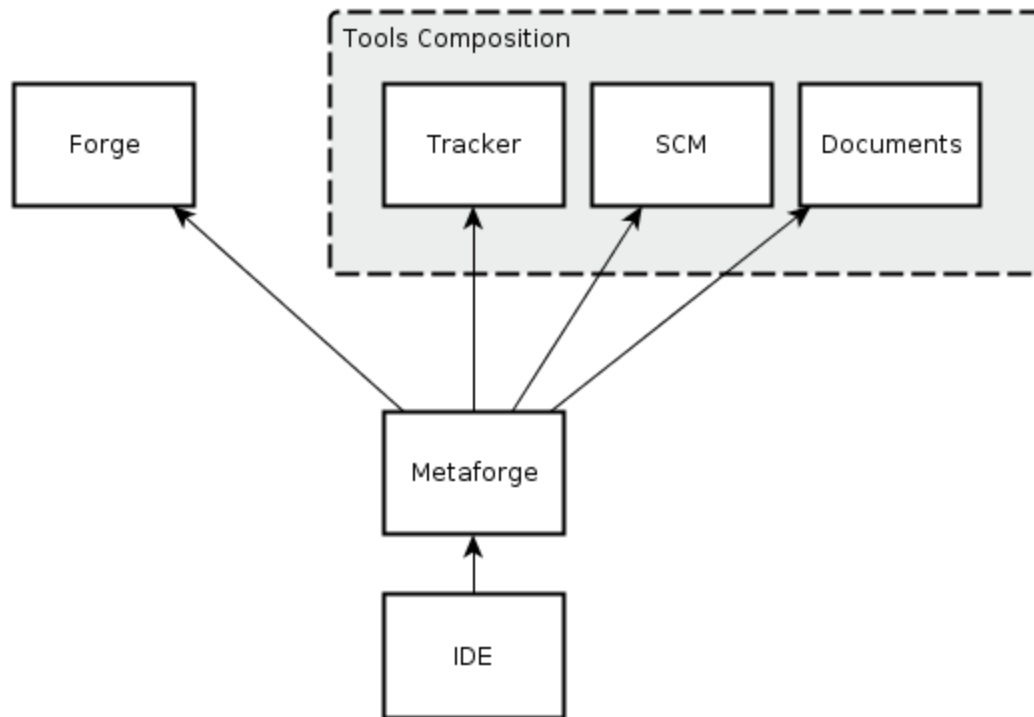 Tools Composition
Forge
Tracker
SCM
Documents
Metaforge
IDE